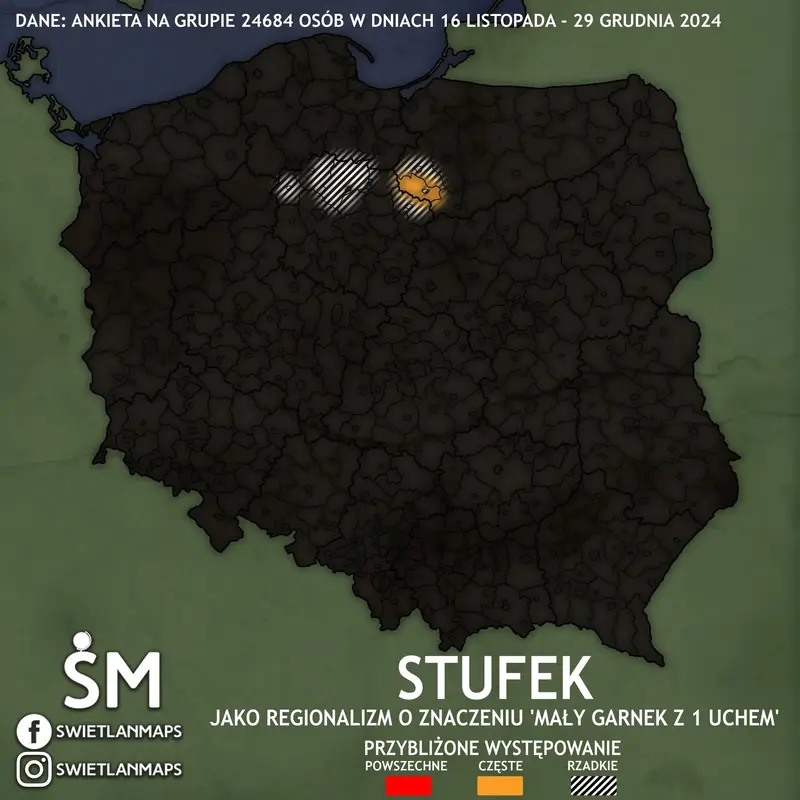 DANE: ANKIETA NA GRUPIE 24684 OSÓB W DNIACH 16 LISTOPADA - 29 GRUDNIA 2024
ŚM
SWIETLANMAPS
SWIETLANMAPS
STUFEK
JAKO REGIONALIZM O ZNACZENIU 'MAŁY GARNEK Z 1 UCHEM'
PRZYBLIŻONE WYSTĘPOWANIE
POWSZECHNE CZĘSTE RZADKIE